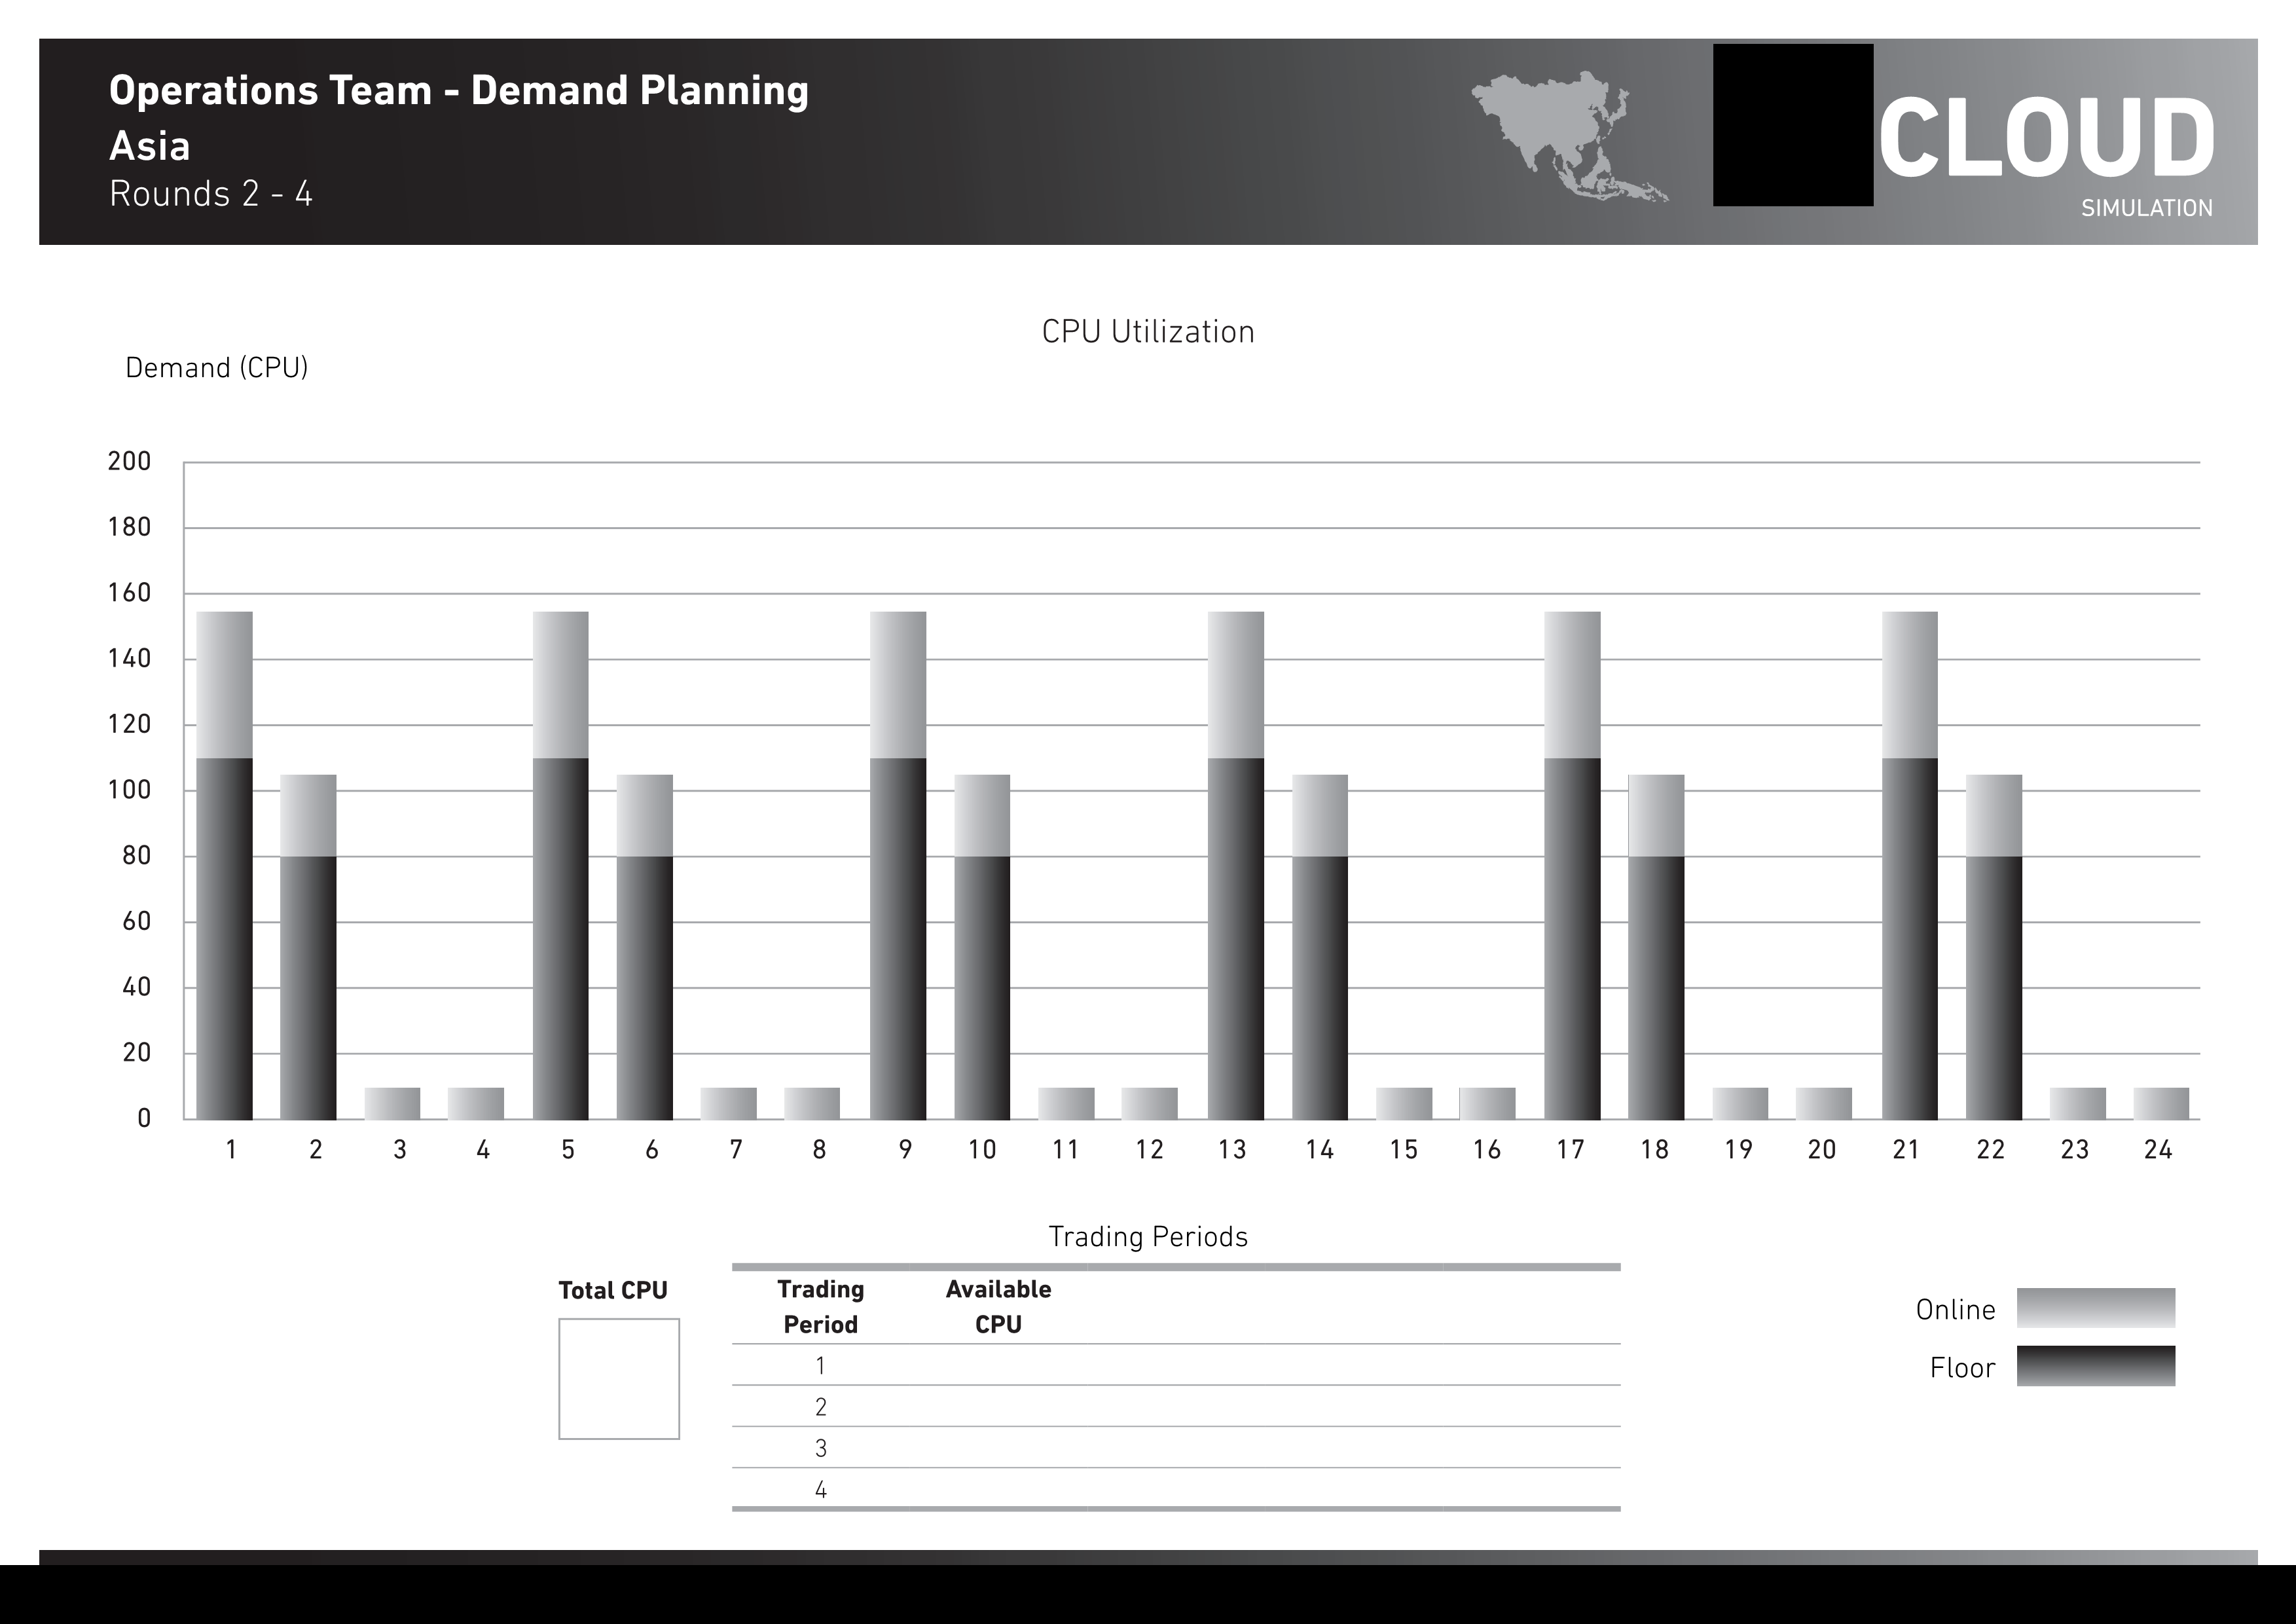 Operations Team - Demand Planning
Asia
Rounds 2 - 4
CLOUD
SIMULATION
CPU Utilization
Demand (CPU)
200
180
160
140
120
100
80
60
40
20
0
1 2 3 4 5 6 7 8 9 10 11 12 13 14 15 16 17 18 19 20 21 22 23 24
Trading Periods
Total CPU
Trading Available
Period CPU
1
2
3
4
Online
Floor